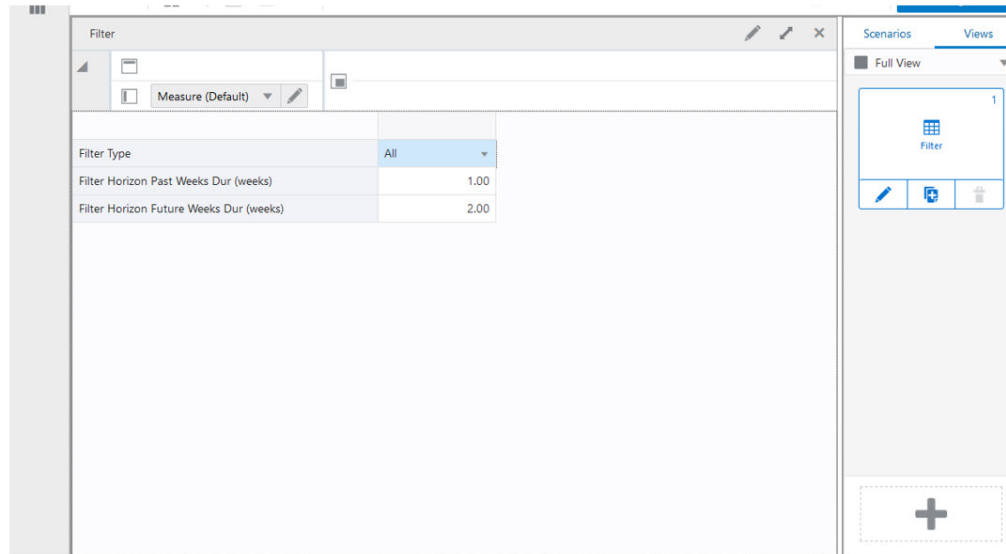 Filter
Scenarios
Views
Full View
Measure (Default)
1
Filter
Filter Type
All
Filter Horizon Past Weeks Dur (weeks)
1.00
Filter Horizon Future Weeks Dur (weeks)
2.00